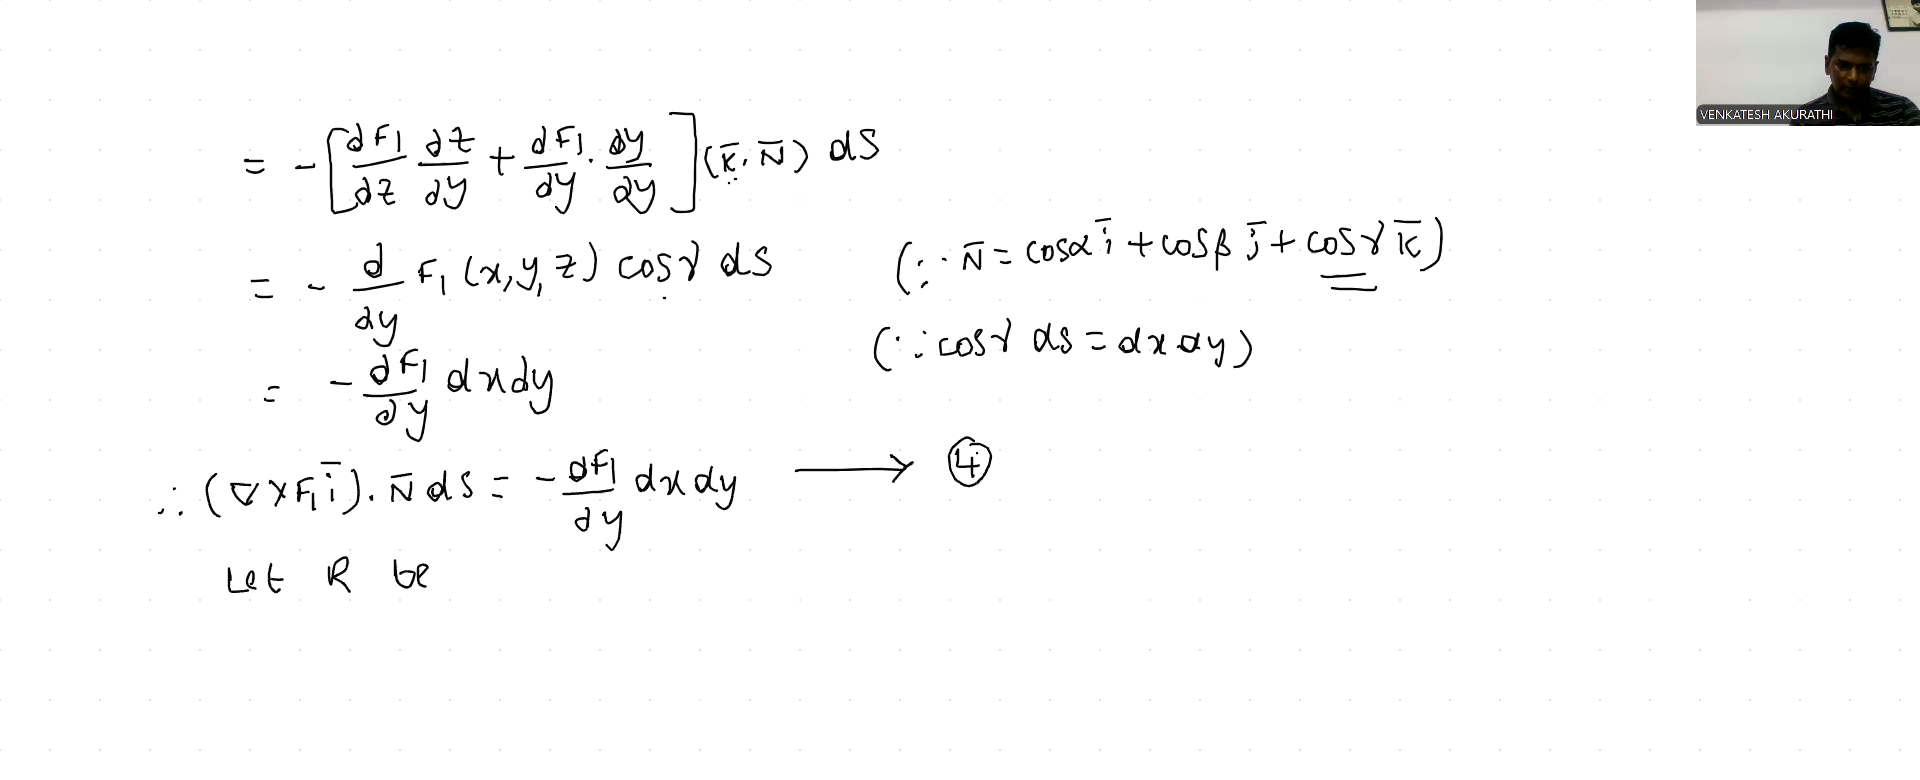 VENKATESH AKURATHI
= - [∂F₁/∂z ∂z/∂y + ∂F₁/∂y · ∂y/∂y] (k̄ · N̄) ds
= - ∂/∂y F₁(x, y, z) cosγ ds (∵ N̄ = cosα ī + cosβ j̄ + cosγ k̄)
(∵ cosγ ds = dx dy)
= - ∂F₁/∂y dx dy
∴ (∇ × F₁ ī) · N̄ ds = - ∂F₁/∂y dx dy ⟶ ④
Let R be